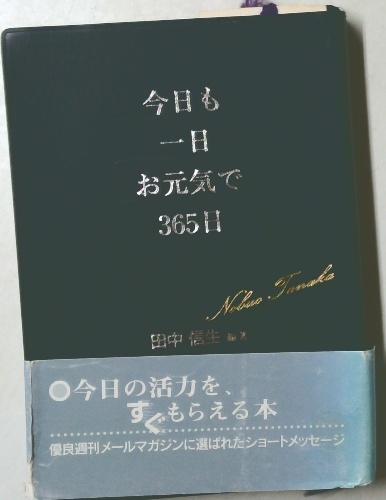 今日も
一日
お元気で
365日
Nobuo Tanaka
田中 信生 編著
●今日の活力を、
すぐもらえる本
優良週刊メールマガジンに選ばれたショートメッセージ